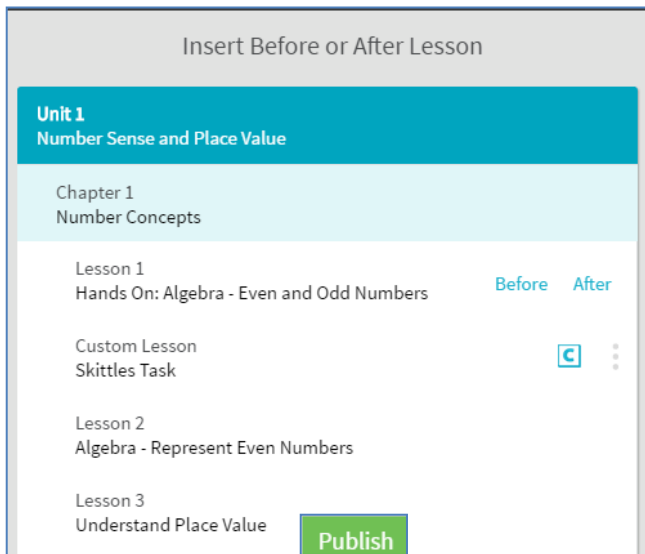 Insert Before or After Lesson
Unit 1
Number Sense and Place Value
Chapter 1
Number Concepts
Lesson 1
Hands On: Algebra - Even and Odd Numbers
Before After
Custom Lesson
Skittles Task
C
Lesson 2
Algebra - Represent Even Numbers
Lesson 3
Understand Place Value
Publish